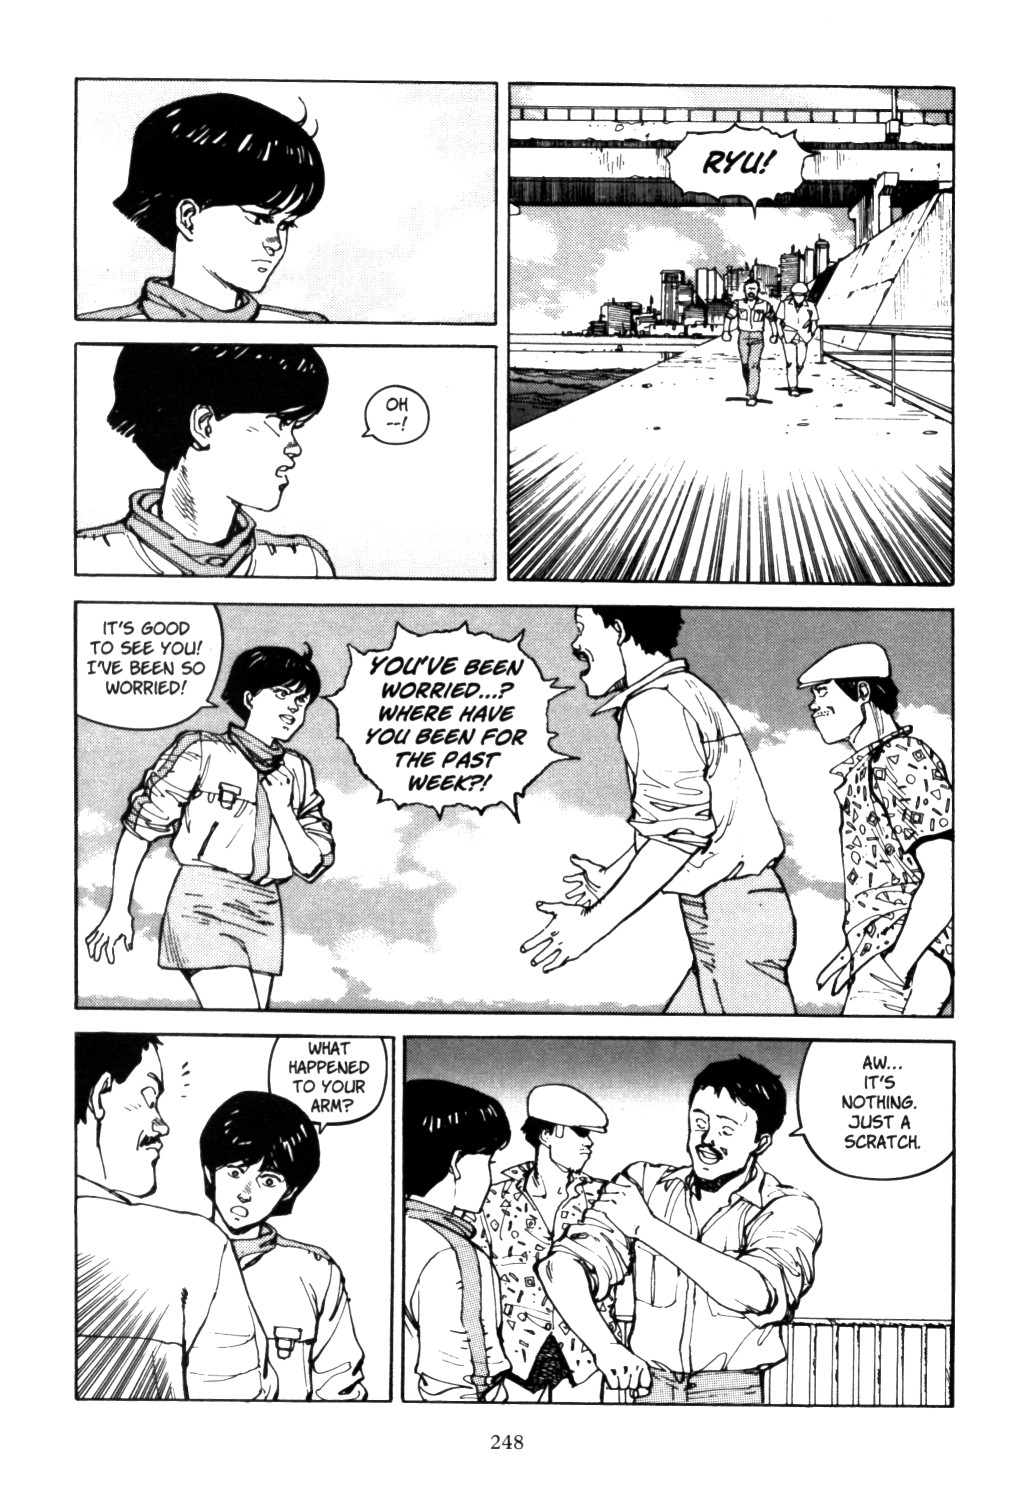 OH
--!
RYU!
IT'S GOOD
TO SEE YOU!
I'VE BEEN SO
WORRIED!
YOU'VE BEEN
WORRIED...?
WHERE HAVE
YOU BEEN FOR
THE PAST
WEEK?!
WHAT
HAPPENED
TO YOUR
ARM?
AW...
IT'S
NOTHING.
JUST A
SCRATCH.
248